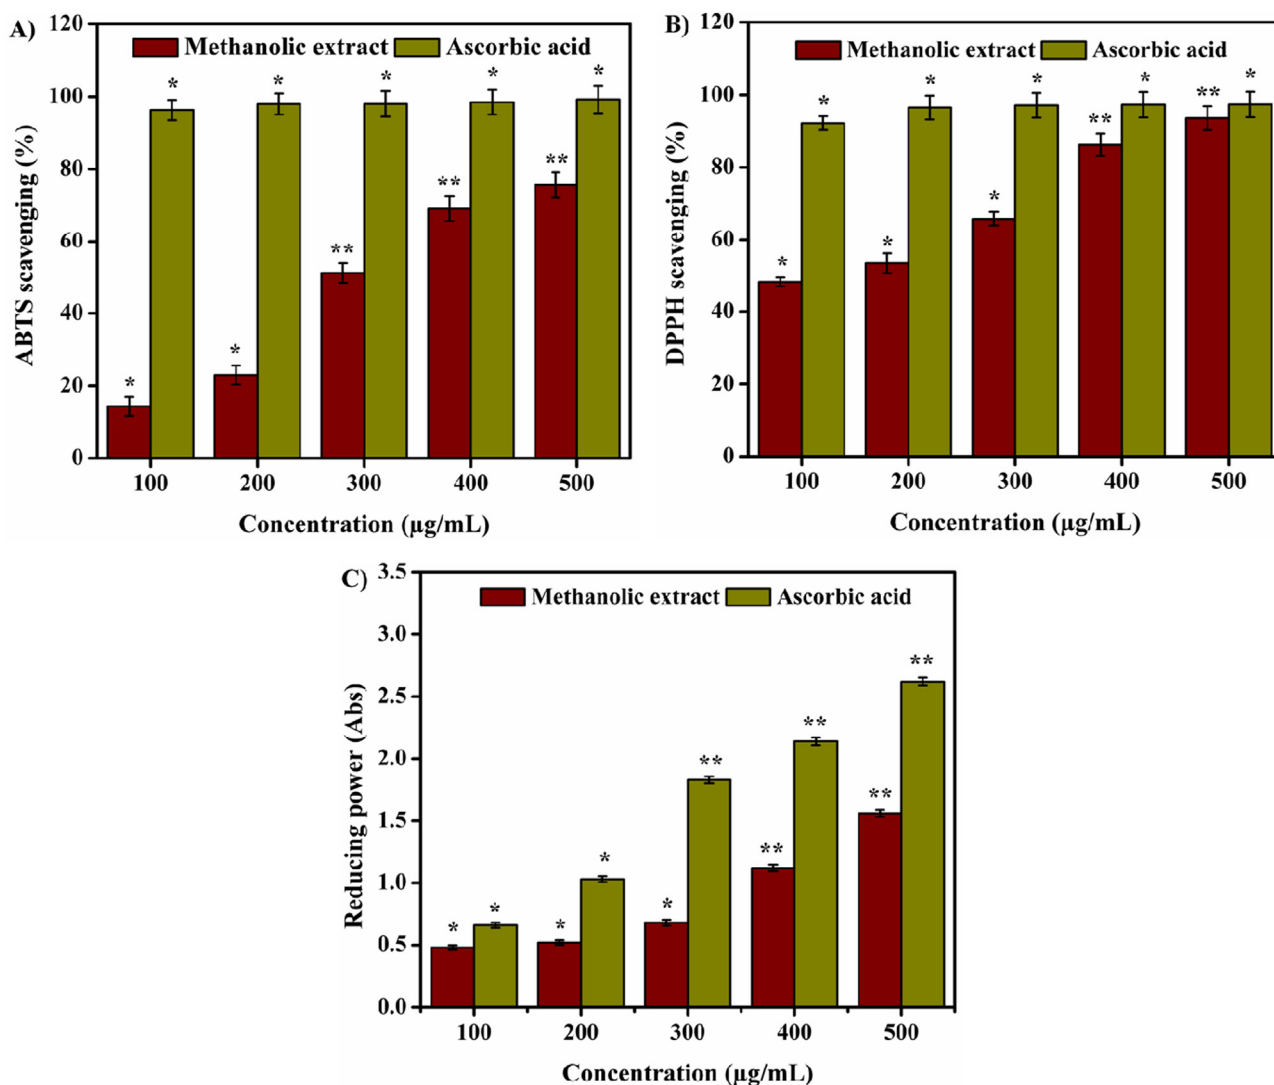 A)
Methanolic extract Ascorbic acid
ABTS scavenging (%)
120
100
80
60
40
20
0
* * * * *
* * ** ** **
100 200 300 400 500
Concentration (µg/mL)
B)
Methanolic extract Ascorbic acid
DPPH scavenging (%)
120
100
80
60
40
20
0
* * * * *
* * * ** **
100 200 300 400 500
Concentration (µg/mL)
C)
Methanolic extract Ascorbic acid
Reducing power (Abs)
3.5
3.0
2.5
2.0
1.5
1.0
0.5
0.0
* * ** ** **
* * * ** **
100 200 300 400 500
Concentration (µg/mL)